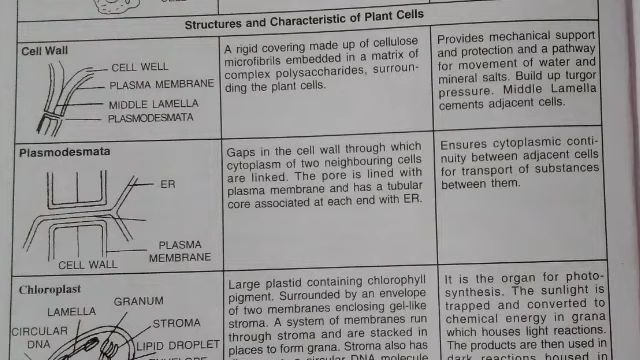 Structures and Characteristic of Plant Cells
Cell Wall
CELL WELL
PLASMA MEMBRANE
MIDDLE LAMELLA
PLASMODESMATA
A rigid covering made up of cellulose
microfibrils embedded in a matrix of
complex polysaccharides, surroun-
ding the plant cells.
Provides mechanical support
and protection and a pathway
for movement of water and
mineral salts. Build up turgor
pressure. Middle Lamella
cements adjacent cells.
Plasmodesmata
ER
PLASMA
MEMBRANE
CELL WALL
Gaps in the cell wall through which
cytoplasm of two neighbouring cells
are linked. The pore is lined with
plasma membrane and has a tubular
core associated at each end with ER.
Ensures cytoplasmic conti-
nuity between adjacent cells
for transport of substances
between them.
Chloroplast
GRANUM
LAMELLA
STROMA
CIRCULAR
DNA
LIPID DROPLET
Large plastid containing chlorophyll
pigment. Surrounded by an envelope
of two membranes enclosing gel-like
stroma. A system of membranes run
through stroma and are stacked in
places to form grana. Stroma also has
circular DNA molecule
It is the organ for photo-
synthesis. The sunlight is
trapped and converted to
chemical energy in grana
which houses light reactions.
The products are then used in
dark reactions housed in